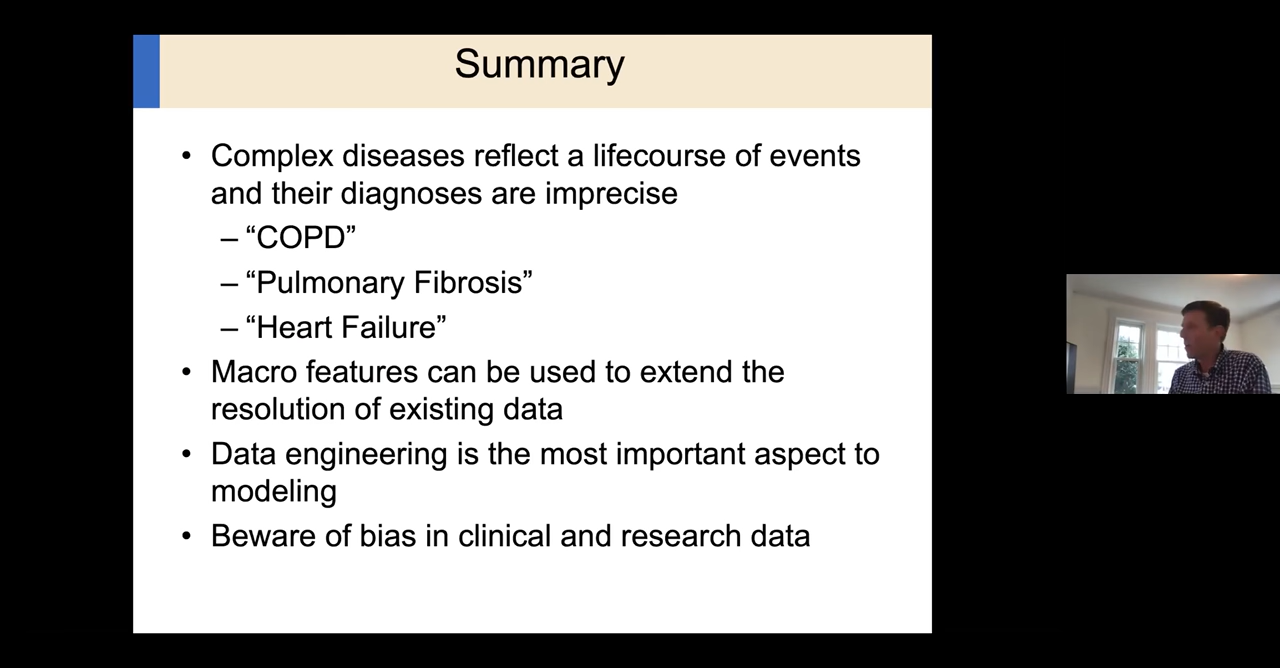 Summary
• Complex diseases reflect a lifecourse of events
and their diagnoses are imprecise
– “COPD”
– “Pulmonary Fibrosis”
– “Heart Failure”
• Macro features can be used to extend the
resolution of existing data
• Data engineering is the most important aspect to
modeling
• Beware of bias in clinical and research data